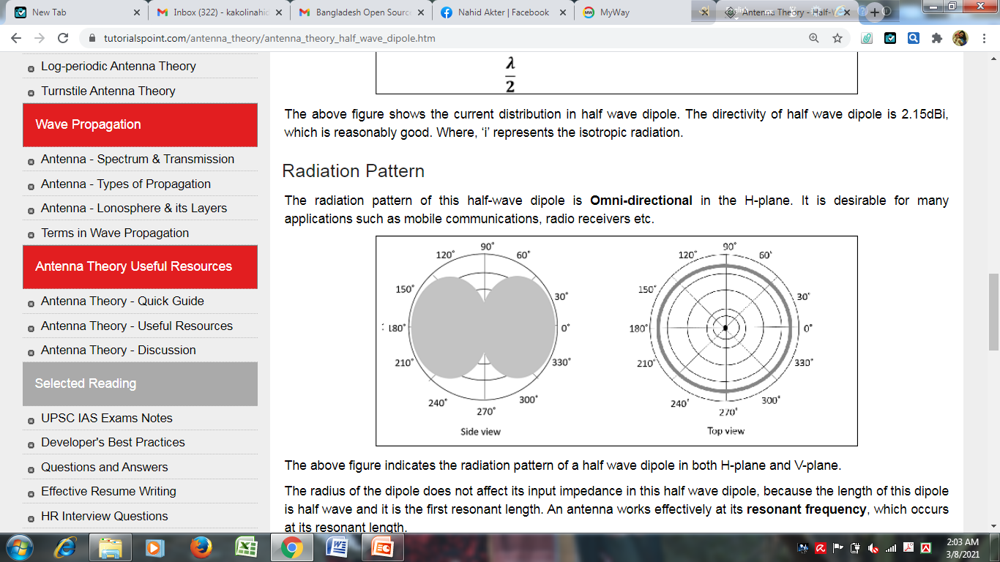 New Tab
Inbox (322) - kakolinahic
Bangladesh Open Source
Nahid Akter | Facebook
MyWay
Antenna Theory - Half-
tutorialspoint.com/antenna_theory/antenna_theory_half_wave_dipole.htm
Log-periodic Antenna Theory
Turnstile Antenna Theory
Wave Propagation
Antenna - Spectrum & Transmission
Antenna - Types of Propagation
Antenna - Lonosphere & its Layers
Terms in Wave Propagation
Antenna Theory Useful Resources
Antenna Theory - Quick Guide
Antenna Theory - Useful Resources
Antenna Theory - Discussion
Selected Reading
UPSC IAS Exams Notes
Developer's Best Practices
Questions and Answers
Effective Resume Writing
HR Interview Questions
λ
2
The above figure shows the current distribution in half wave dipole. The directivity of half wave dipole is 2.15dBi,
which is reasonably good. Where, ‘i’ represents the isotropic radiation.
Radiation Pattern
The radiation pattern of this half-wave dipole is Omni-directional in the H-plane. It is desirable for many
applications such as mobile communications, radio receivers etc.
90°
120° 60°
150° 30°
180° 0°
210° 330°
240° 300°
270°
Side view
90°
120° 60°
150° 30°
180° 0°
210° 330°
240° 300°
270°
Top view
The above figure indicates the radiation pattern of a half wave dipole in both H-plane and V-plane.
The radius of the dipole does not affect its input impedance in this half wave dipole, because the length of this dipole
is half wave and it is the first resonant length. An antenna works effectively at its resonant frequency, which occurs
at its resonant length.
2:03 AM
3/8/2021